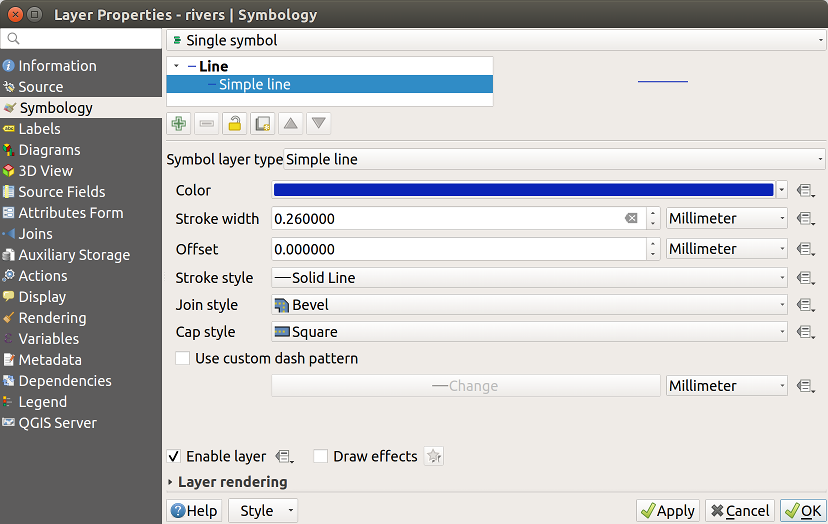 Layer Properties - rivers | Symbology
Information
Source
Symbology
Labels
Diagrams
3D View
Source Fields
Attributes Form
Joins
Auxiliary Storage
Actions
Display
Rendering
Variables
Metadata
Dependencies
Legend
QGIS Server
Single symbol
Line
Simple line
Symbol layer type Simple line
Color
Stroke width 0.260000 Millimeter
Offset 0.000000 Millimeter
Stroke style Solid Line
Join style Bevel
Cap style Square
Use custom dash pattern
Change Millimeter
Enable layer Draw effects
Layer rendering
Help Style Apply Cancel OK